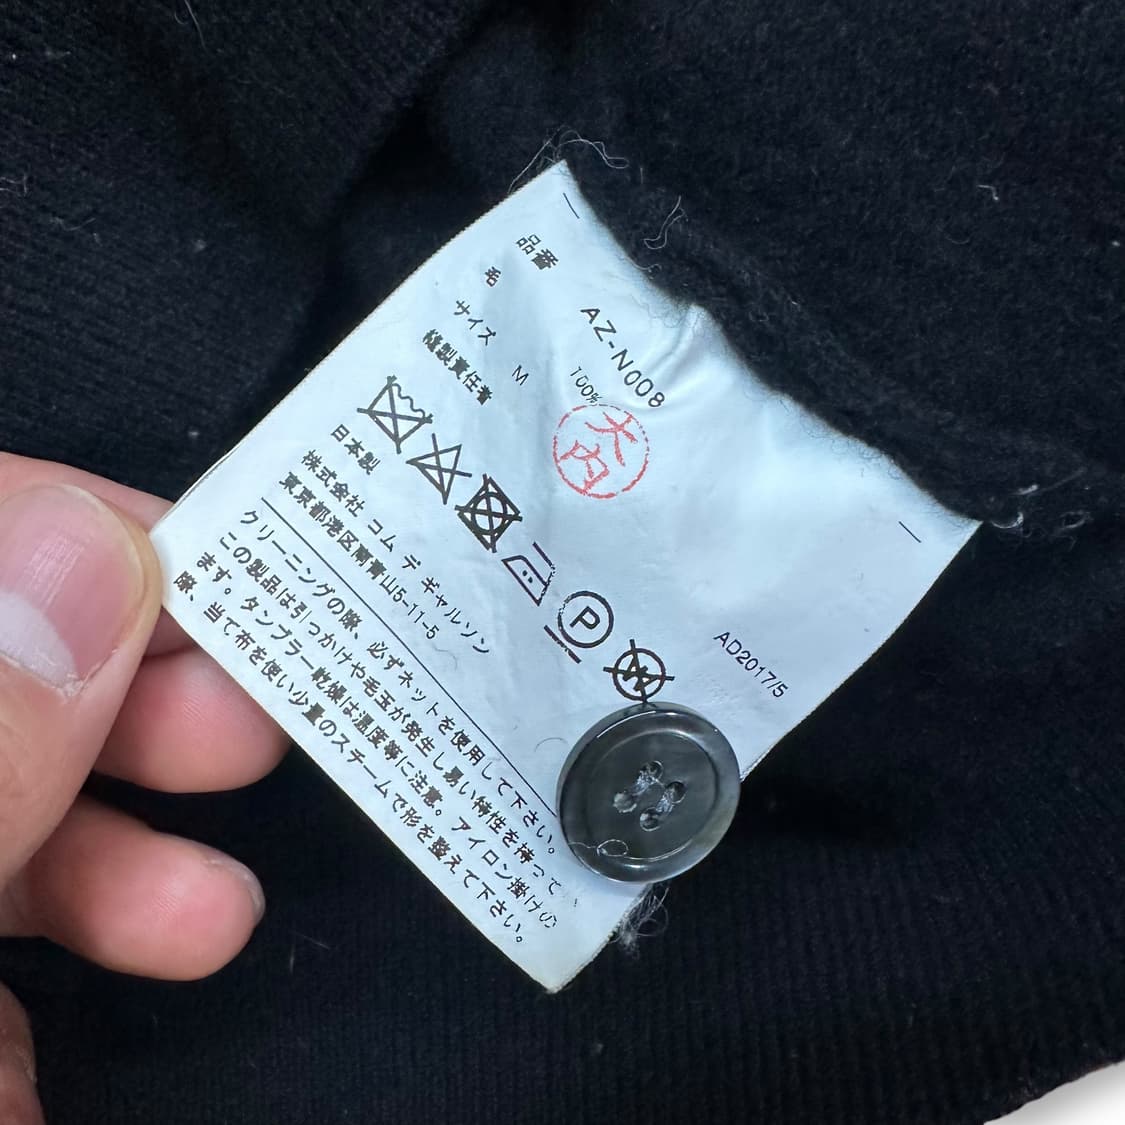 品番 AZ-N008
毛 100%
サイズ M
縫製責任者 大内
P
W
日本製
株式会社 コム デ ギャルソン
東京都港区南青山5-11-5
AD2017/5
クリーニングの際、必ずネットを使用して下さい。
この製品は引っかけや毛玉が発生し易い特性を持って
ます。タンブラー乾燥は温度等に注意。アイロン掛けの
際、当て布を使い少量のスチームで形を整えて下さい。